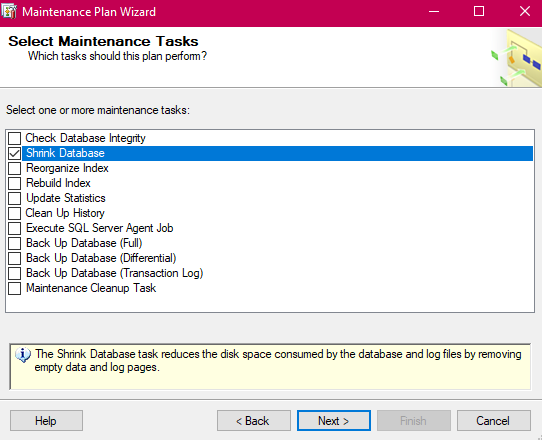 Maintenance Plan Wizard
Select Maintenance Tasks
Which tasks should this plan perform?
Select one or more maintenance tasks:
Check Database Integrity
Shrink Database
Reorganize Index
Rebuild Index
Update Statistics
Clean Up History
Execute SQL Server Agent Job
Back Up Database (Full)
Back Up Database (Differential)
Back Up Database (Transaction Log)
Maintenance Cleanup Task
The Shrink Database task reduces the disk space consumed by the database and log files by removing
empty data and log pages.
Help < Back Next > Finish Cancel